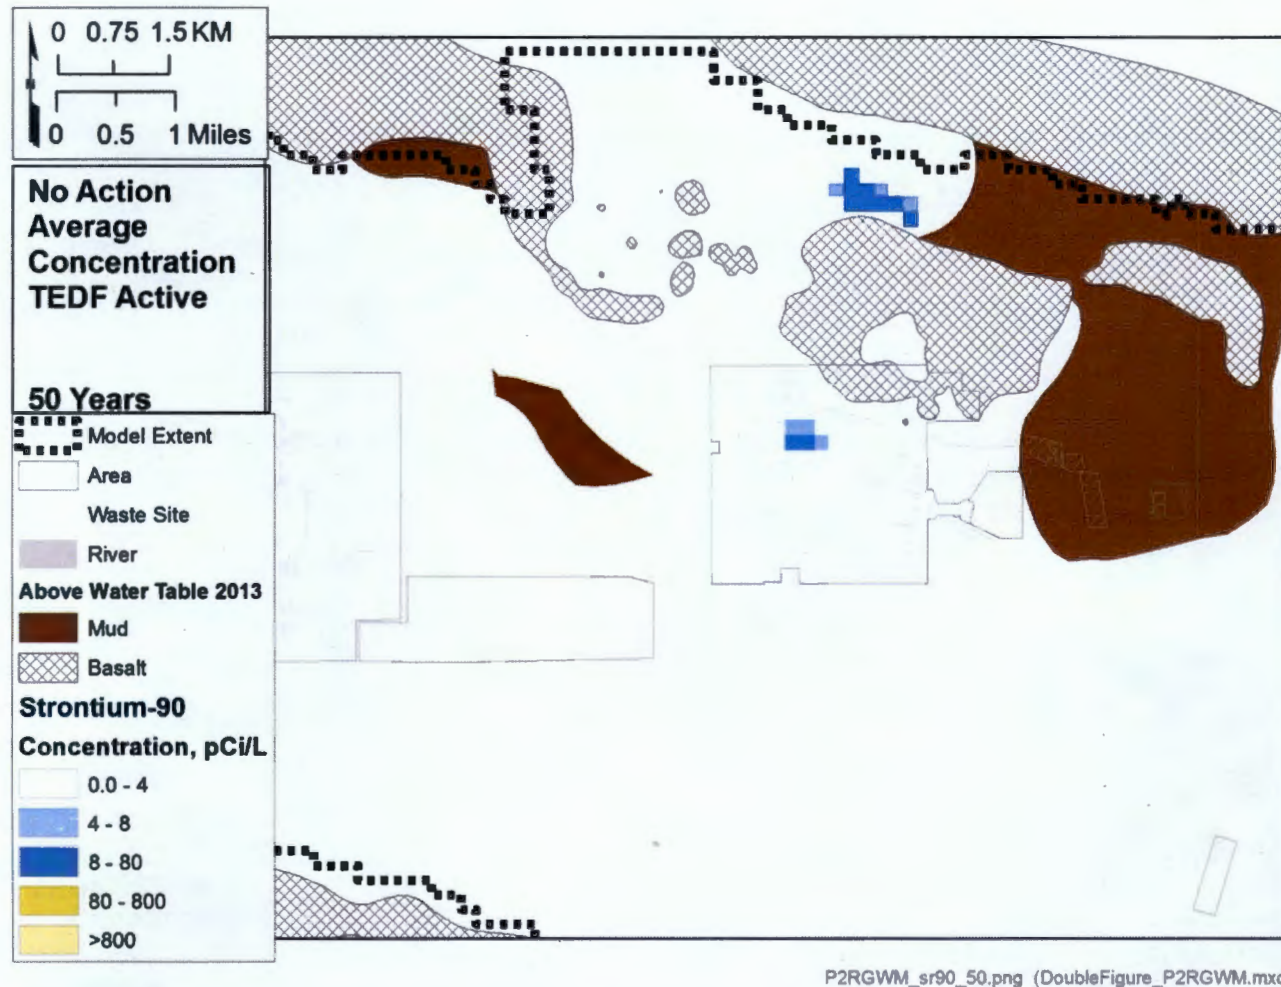 0 0.75 1.5 KM
0 0.5 1 Miles
No Action
Average
Concentration
TEDF Active
50 Years
Model Extent
Area
Waste Site
River
Above Water Table 2013
Mud
Basalt
Strontium-90
Concentration, pCi/L
0.0 - 4
4 - 8
8 - 80
80 - 800
>800
P2RGWM_sr90_50.png (DoubleFigure_P2RGWM.mxd